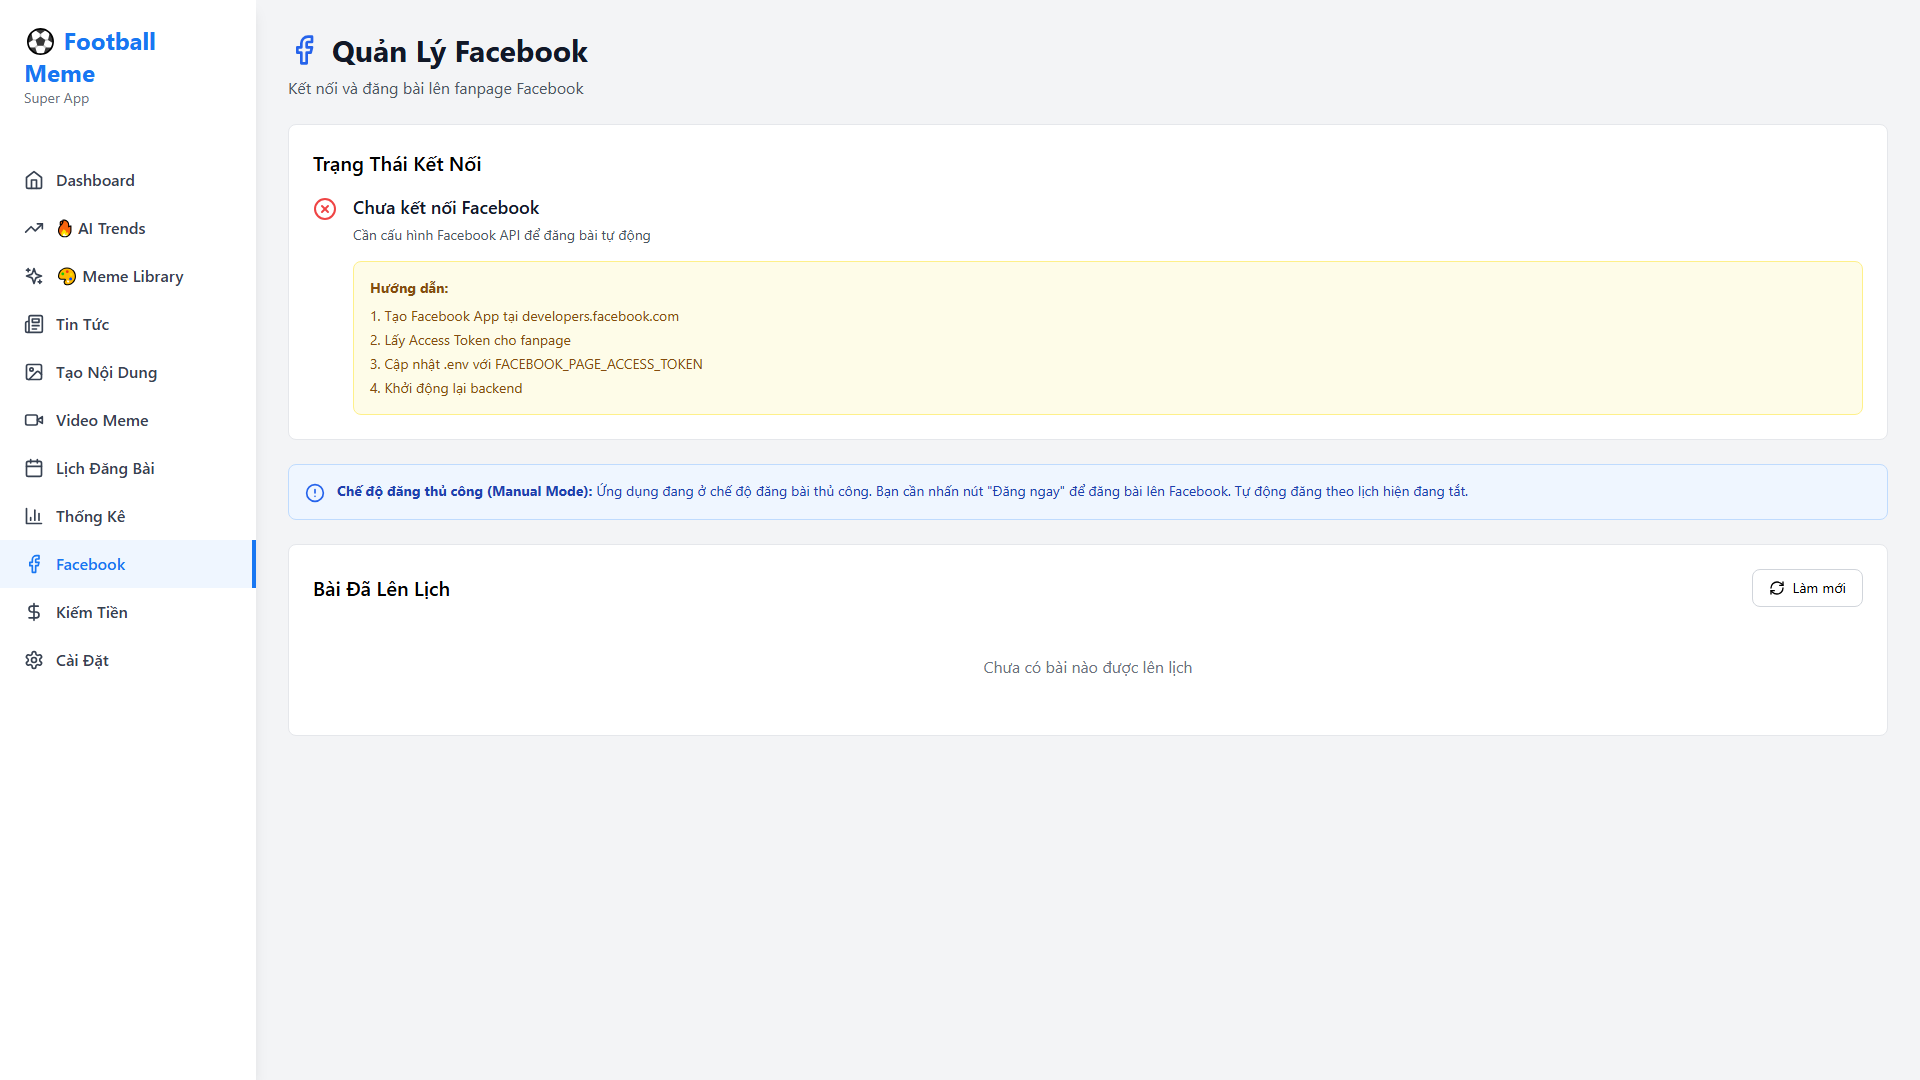 Football
Meme
Super App
Dashboard
🔥 AI Trends
🎨 Meme Library
Tin Tức
Tạo Nội Dung
Video Meme
Lịch Đăng Bài
Thống Kê
Facebook
Kiếm Tiền
Cài Đặt
Quản Lý Facebook
Kết nối và đăng bài lên fanpage Facebook
Trạng Thái Kết Nối
Chưa kết nối Facebook
Cần cấu hình Facebook API để đăng bài tự động
Hướng dẫn:
1. Tạo Facebook App tại developers.facebook.com
2. Lấy Access Token cho fanpage
3. Cập nhật .env với FACEBOOK_PAGE_ACCESS_TOKEN
4. Khởi động lại backend
Chế độ đăng thủ công (Manual Mode): Ứng dụng đang ở chế độ đăng bài thủ công. Bạn cần nhấn nút "Đăng ngay" để đăng bài lên Facebook. Tự động đăng theo lịch hiện đang tắt.
Bài Đã Lên Lịch
Làm mới
Chưa có bài nào được lên lịch